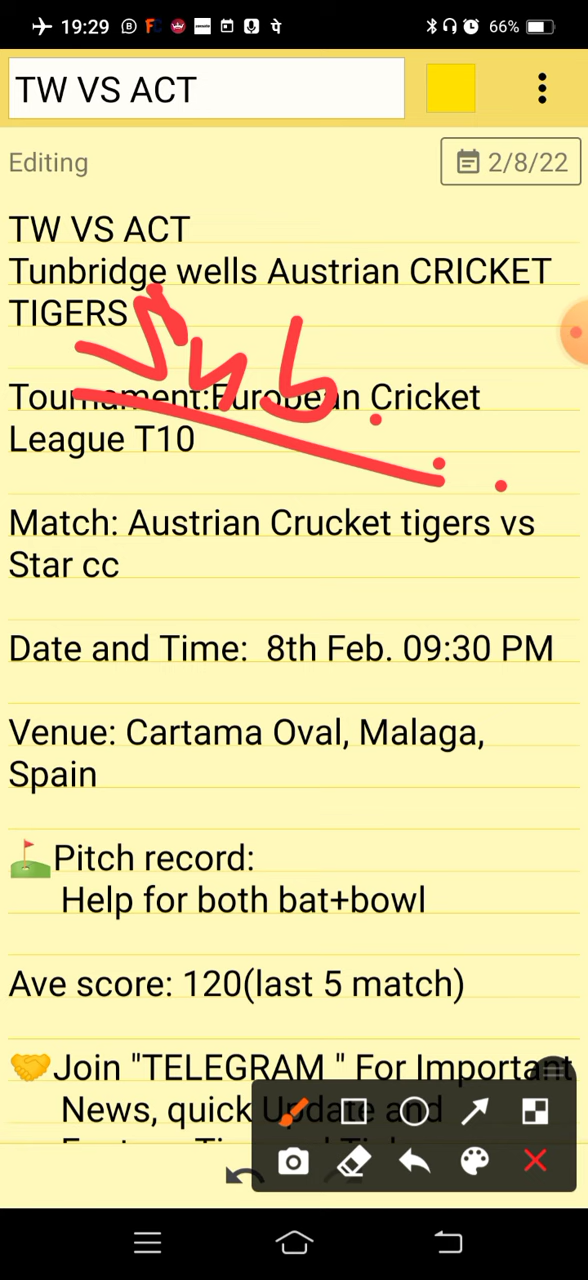 19:29
66%
TW VS ACT
Editing
2/8/22
TW VS ACT
Tunbridge wells Austrian CRICKET
TIGERS
Tournament:European Cricket
League T10
Match: Austrian Crucket tigers vs
Star cc
Date and Time: 8th Feb. 09:30 PM
Venue: Cartama Oval, Malaga,
Spain
Pitch record:
Help for both bat+bowl
Ave score: 120(last 5 match)
Join "TELEGRAM " For Important
News, quick Update and